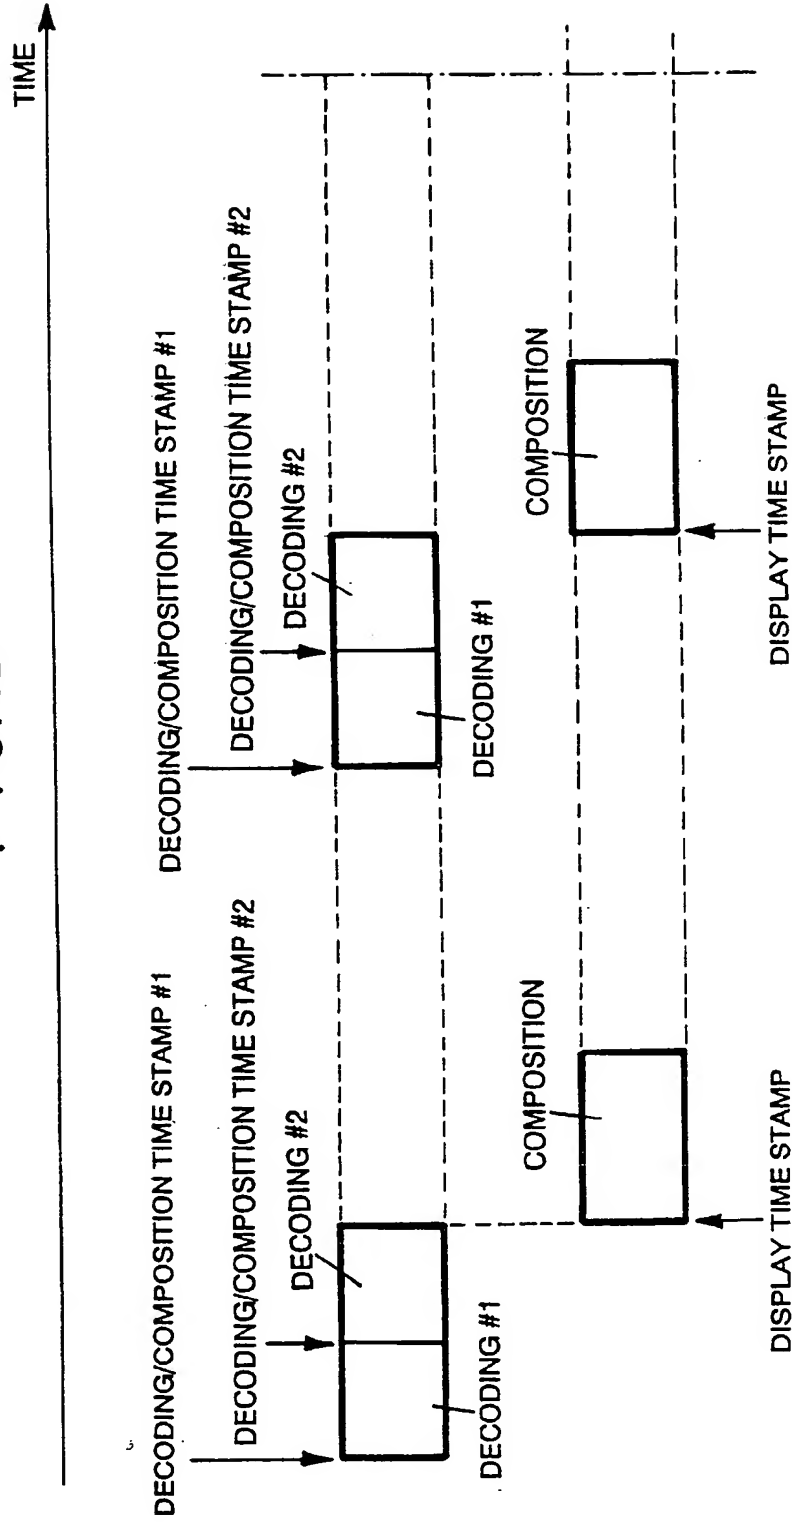 TIME
DECODING/COMPOSITION TIME STAMP #1
DECODING/COMPOSITION TIME STAMP #2
DECODING #2
DECODING #1
COMPOSITION
DISPLAY TIME STAMP
DECODING/COMPOSITION TIME STAMP #1
DECODING/COMPOSITION TIME STAMP #2
DECODING #2
DECODING #1
COMPOSITION
DISPLAY TIME STAMP